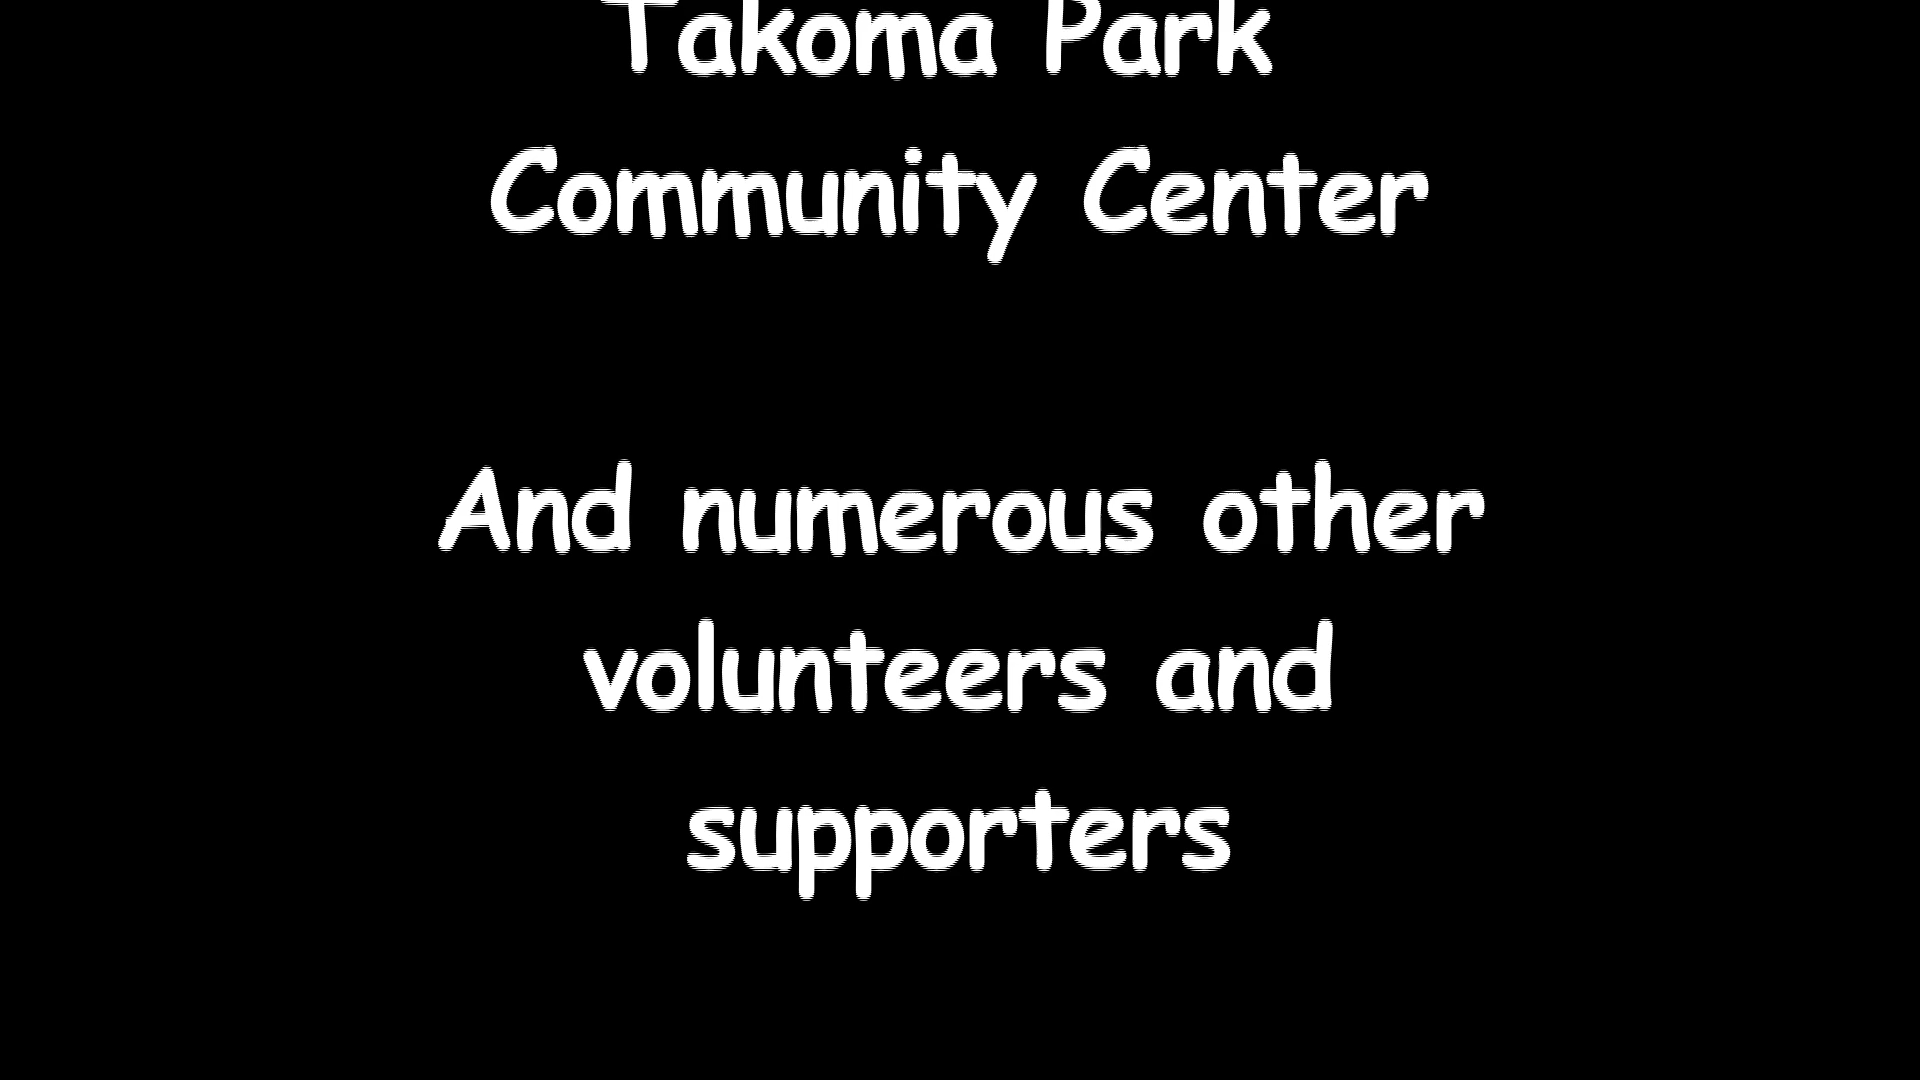 Takoma Park
Community Center
And numerous other
volunteers and
supporters